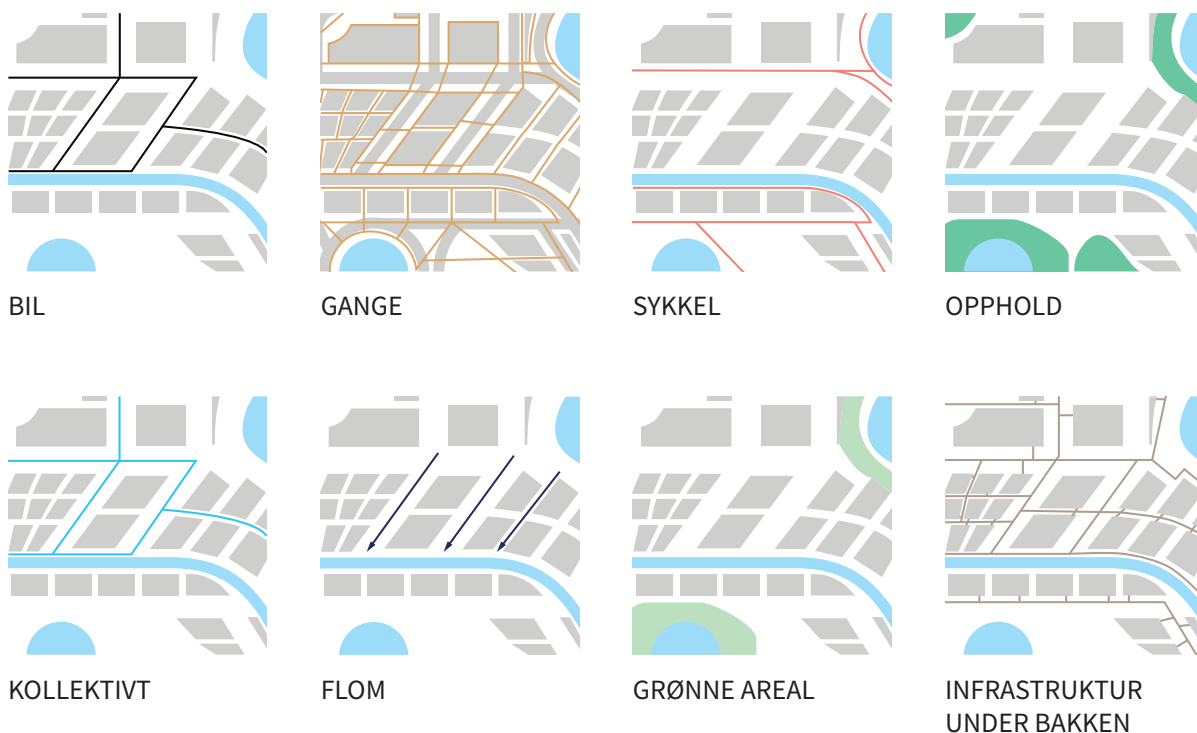 BIL
GANGE
SYKKEL
OPPHOLD
KOLLEKTIVT
FLOM
GRØNNE AREAL
INFRASTRUKTUR
UNDER BAKKEN